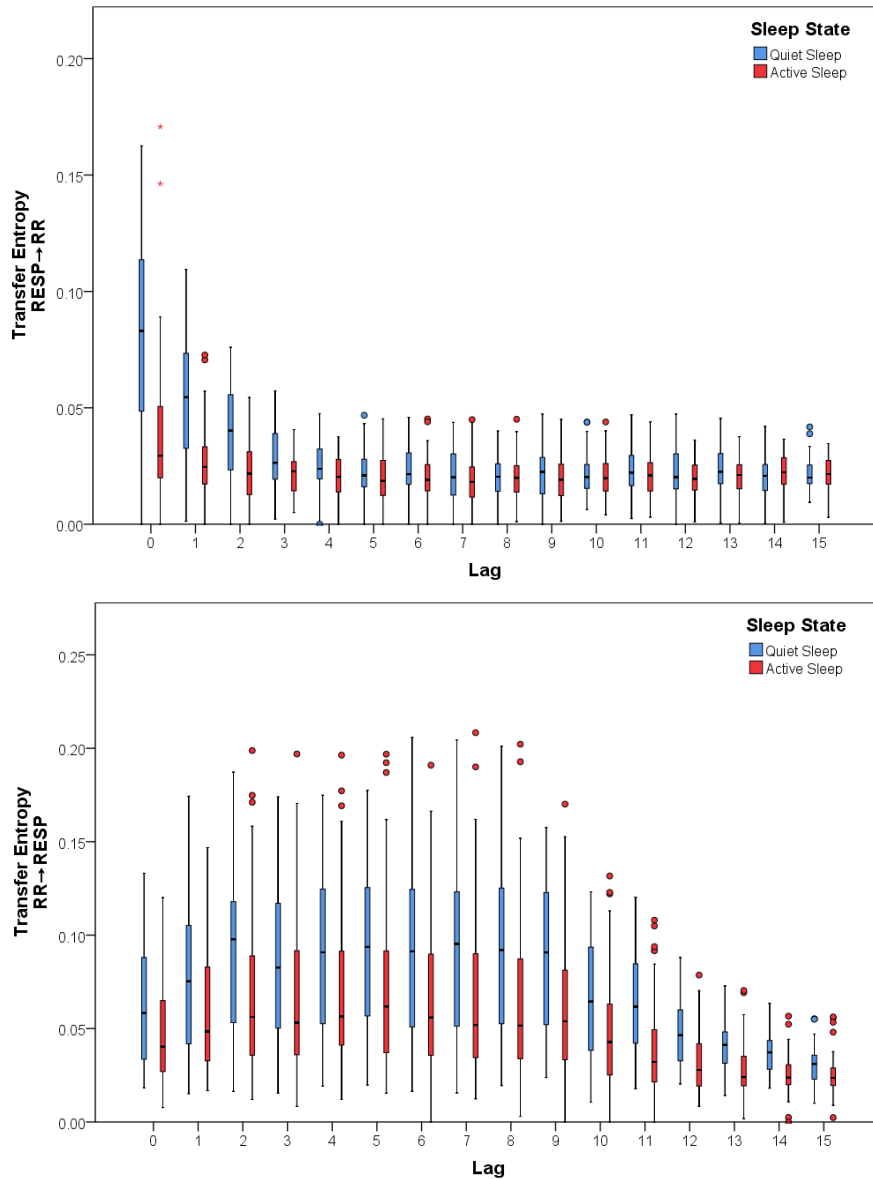 Sleep State
Quiet Sleep
Active Sleep
0.20
0.15
0.10
0.05
0.00
Transfer Entropy
RESP→RR
0 1 2 3 4 5 6 7 8 9 10 11 12 13 14 15
Lag
Sleep State
Quiet Sleep
Active Sleep
0.25
0.20
0.15
0.10
0.05
0.00
Transfer Entropy
RR→RESP
0 1 2 3 4 5 6 7 8 9 10 11 12 13 14 15
Lag